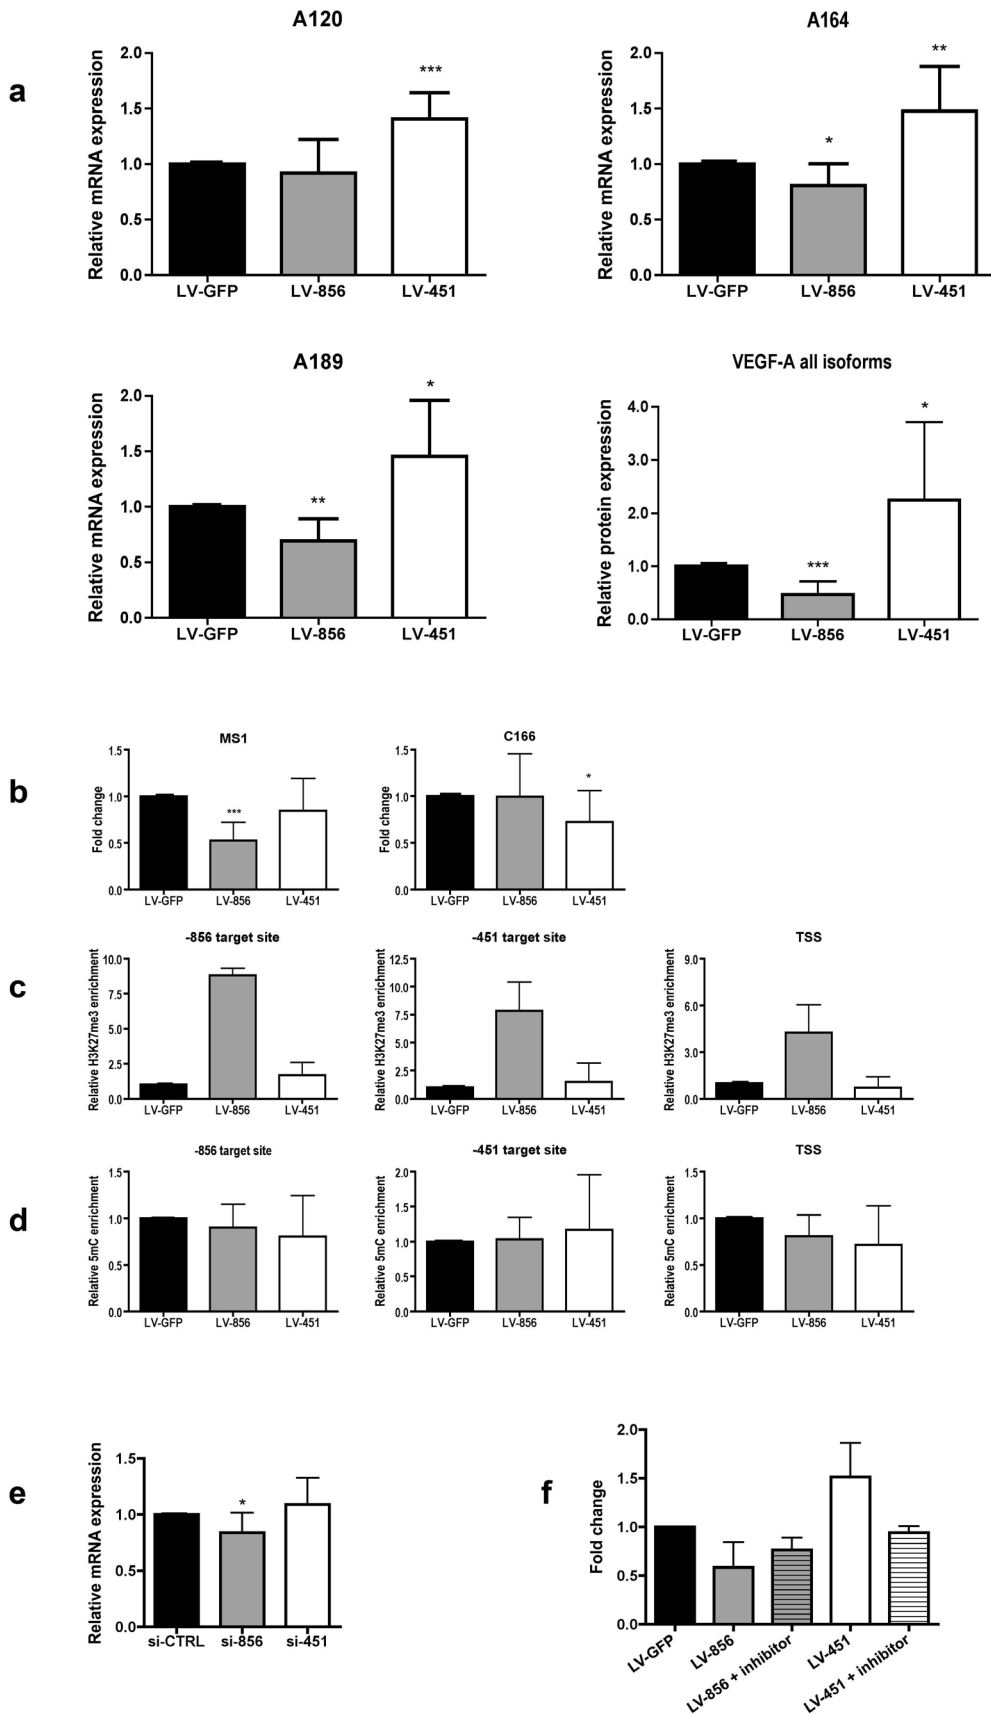 A120
A164
a
Relative mRNA expression
2.0
1.5
1.0
0.5
0.0
***
LV-GFP
LV-856
LV-451
Relative mRNA expression
2.0
1.5
1.0
0.5
0.0
*
**
LV-GFP
LV-856
LV-451
A189
VEGF-A all isoforms
Relative mRNA expression
2.0
1.5
1.0
0.5
0.0
**
*
LV-GFP
LV-856
LV-451
Relative protein expression
4.0
3.0
2.0
1.0
0.0
***
*
LV-GFP
LV-856
LV-451
b
MS1
Fold change
1.5
1.0
0.5
0.0
***
LV-GFP
LV-856
LV-451
C166
Fold change
1.5
1.0
0.5
0.0
*
LV-GFP
LV-856
LV-451
c
-856 target site
Relative H3K27me3 enrichment
10.0
7.5
5.0
2.5
0.0
LV-GFP
LV-856
LV-451
-451 target site
Relative H3K27me3 enrichment
12.5
10.0
7.5
5.0
2.5
0.0
LV-GFP
LV-856
LV-451
TSS
Relative H3K27me3 enrichment
9.0
6.0
3.0
0.0
LV-GFP
LV-856
LV-451
d
-856 target site
Relative 5mC enrichment
1.5
1.0
0.5
0.0
LV-GFP
LV-856
LV-451
-451 target site
Relative 5mC enrichment
2.0
1.5
1.0
0.5
0.0
LV-GFP
LV-856
LV-451
TSS
Relative 5mC enrichment
1.5
1.0
0.5
0.0
LV-GFP
LV-856
LV-451
e
Relative mRNA expression
1.5
1.0
0.5
0.0
*
si-CTRL
si-856
si-451
f
Fold change
2.0
1.5
1.0
0.5
0.0
LV-GFP
LV-856
LV-856 + inhibitor
LV-451
LV-451 + inhibitor